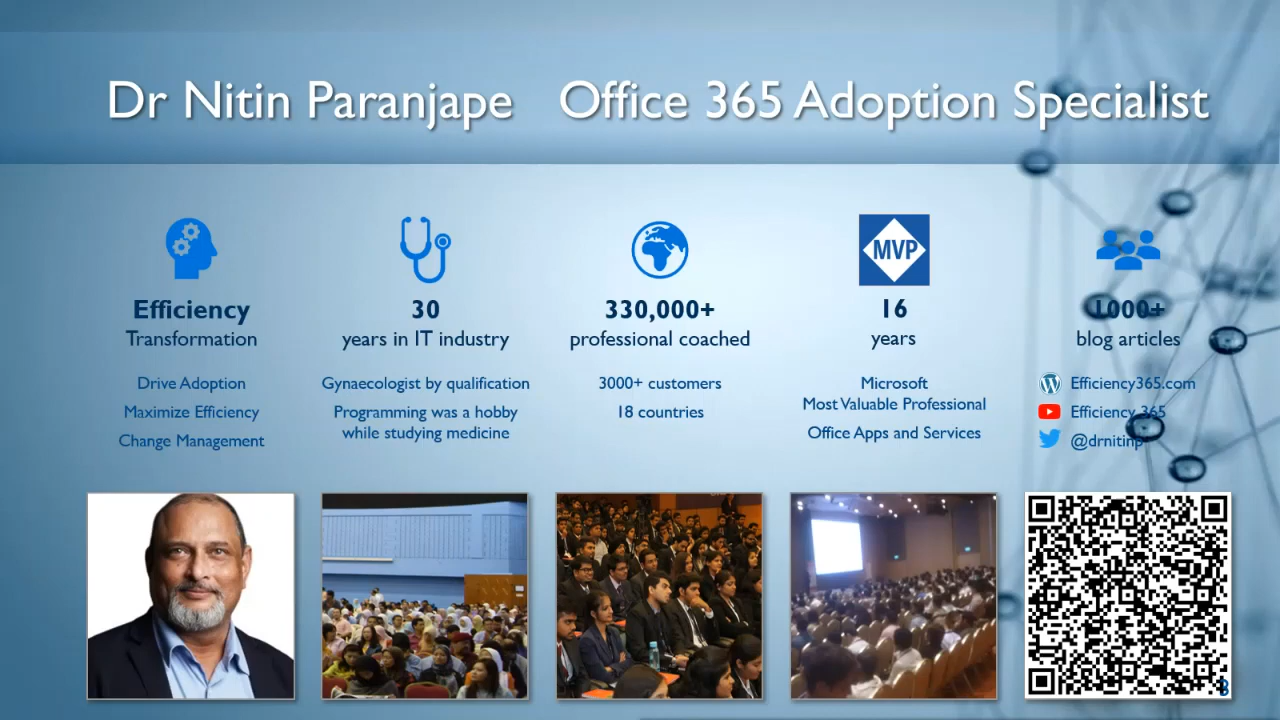 Dr Nitin Paranjape Office 365 Adoption Specialist
Efficiency
Transformation
Drive Adoption
Maximize Efficiency
Change Management
30
years in IT industry
Gynaecologist by qualification
Programming was a hobby
while studying medicine
330,000+
professional coached
3000+ customers
18 countries
MVP
16
years
Microsoft
Most Valuable Professional
Office Apps and Services
1000+
blog articles
Efficiency365.com
Efficiency 365
@drnitinp
3